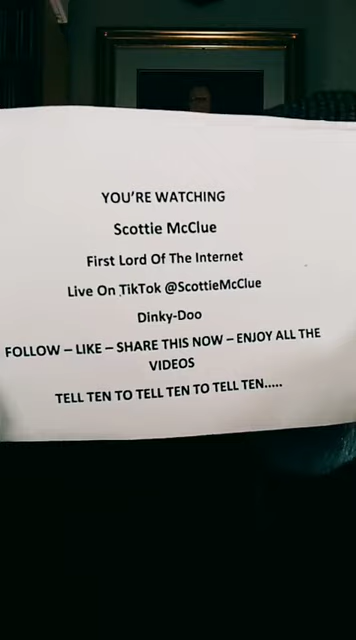 YOU'RE WATCHING
Scottie McClue
First Lord Of The Internet
Live On TikTok @ScottieMcClue
Dinky-Doo
FOLLOW – LIKE – SHARE THIS NOW – ENJOY ALL THE
VIDEOS
TELL TEN TO TELL TEN TO TELL TEN.....